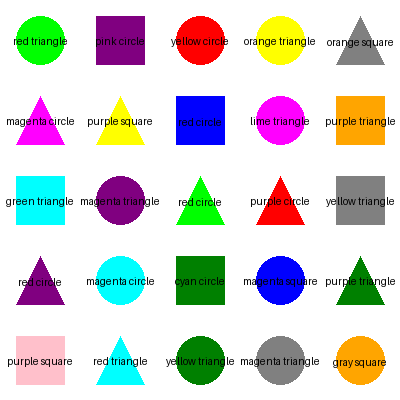 red triangle pink circle yellow circle orange triangle orange square
magenta circle purple square red circle lime triangle purple triangle
green triangle magenta triangle red circle purple circle yellow triangle
red circle magenta circle cyan circle magenta square purple triangle
purple square red triangle yellow triangle magenta triangle gray square